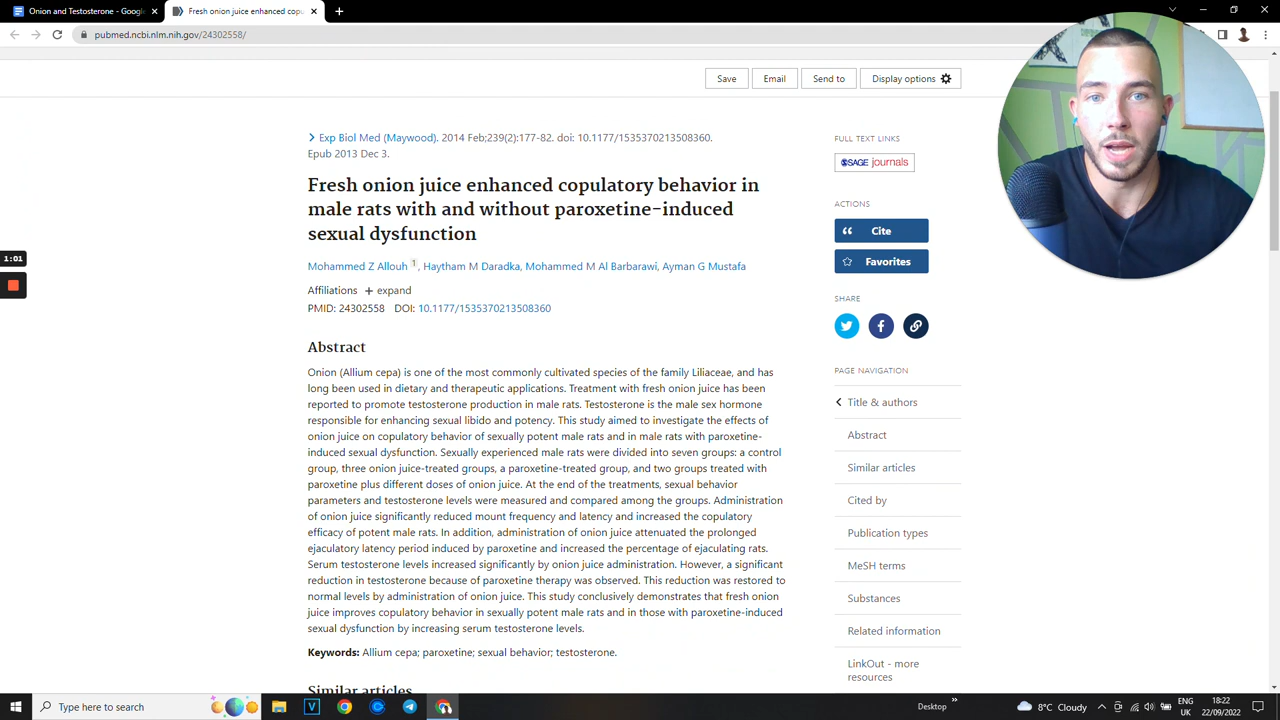 Onion and Testosterone - Google
Fresh onion juice enhanced copu
pubmed.ncbi.nlm.nih.gov/24302558/
Save
Email
Send to
Display options
Exp Biol Med (Maywood). 2014 Feb;239(2):177-82. doi: 10.1177/1535370213508360.
Epub 2013 Dec 3.
Fresh onion juice enhanced copulatory behavior in
male rats with and without paroxetine-induced
sexual dysfunction
Mohammed Z Allouh 1, Haytham M Daradka, Mohammed M Al Barbarawi, Ayman G Mustafa
Affiliations + expand
PMID: 24302558 DOI: 10.1177/1535370213508360
Abstract
Onion (Allium cepa) is one of the most commonly cultivated species of the family Liliaceae, and has
long been used in dietary and therapeutic applications. Treatment with fresh onion juice has been
reported to promote testosterone production in male rats. Testosterone is the male sex hormone
responsible for enhancing sexual libido and potency. This study aimed to investigate the effects of
onion juice on copulatory behavior of sexually potent male rats and in male rats with paroxetine-
induced sexual dysfunction. Sexually experienced male rats were divided into seven groups: a control
group, three onion juice-treated groups, a paroxetine-treated group, and two groups treated with
paroxetine plus different doses of onion juice. At the end of the treatments, sexual behavior
parameters and testosterone levels were measured and compared among the groups. Administration
of onion juice significantly reduced mount frequency and latency and increased the copulatory
efficacy of potent male rats. In addition, administration of onion juice attenuated the prolonged
ejaculatory latency period induced by paroxetine and increased the percentage of ejaculating rats.
Serum testosterone levels increased significantly by onion juice administration. However, a significant
reduction in testosterone because of paroxetine therapy was observed. This reduction was restored to
normal levels by administration of onion juice. This study conclusively demonstrates that fresh onion
juice improves copulatory behavior in sexually potent male rats and in those with paroxetine-induced
sexual dysfunction by increasing serum testosterone levels.
Keywords: Allium cepa; paroxetine; sexual behavior; testosterone.
Similar articles
FULL TEXT LINKS
SAGE journals
ACTIONS
Cite
Favorites
SHARE
PAGE NAVIGATION
Title & authors
Abstract
Similar articles
Cited by
Publication types
MeSH terms
Substances
Related information
LinkOut - more
resources
1:01
Type here to search
Desktop
8°C Cloudy
ENG
UK
18:22
22/09/2022